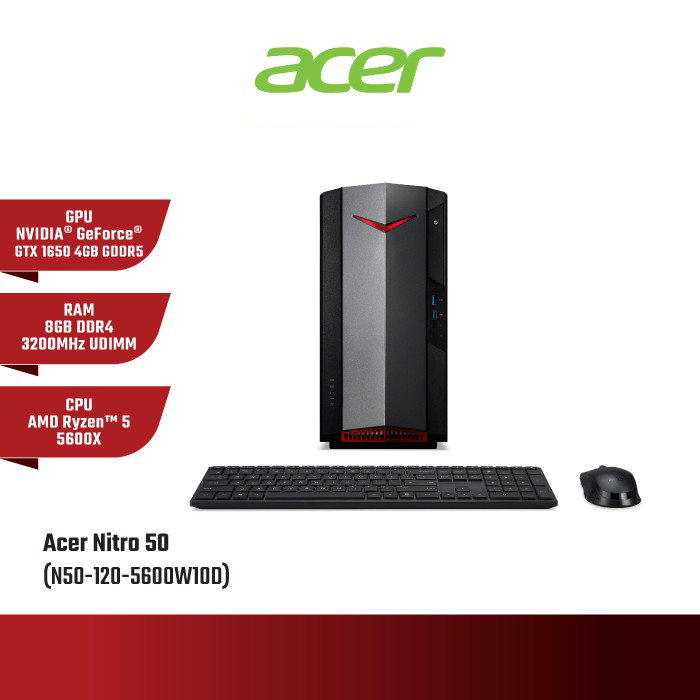 acer
GPU
NVIDIA® GeForce®
GTX 1650 4GB GDDR5
RAM
8GB DDR4
3200MHz UDIMM
CPU
AMD Ryzen™ 5
5600X
NITRO
Acer Nitro 50
(N50-120-5600W10D)